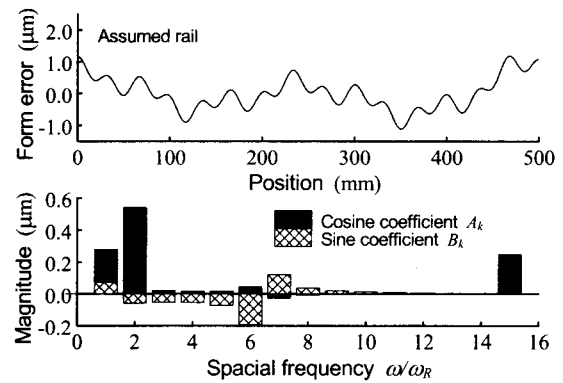 Assumed rail
Form error (μm)
2.0
1.0
0.0
-1.0
0 100 200 300 400 500
Position (mm)
Magnitude (μm)
0.6
0.4
0.2
0.0
-0.2
Cosine coefficient A_k
Sine coefficient B_k
0 2 4 6 8 10 12 14 16
Spacial frequency ω/ω_R